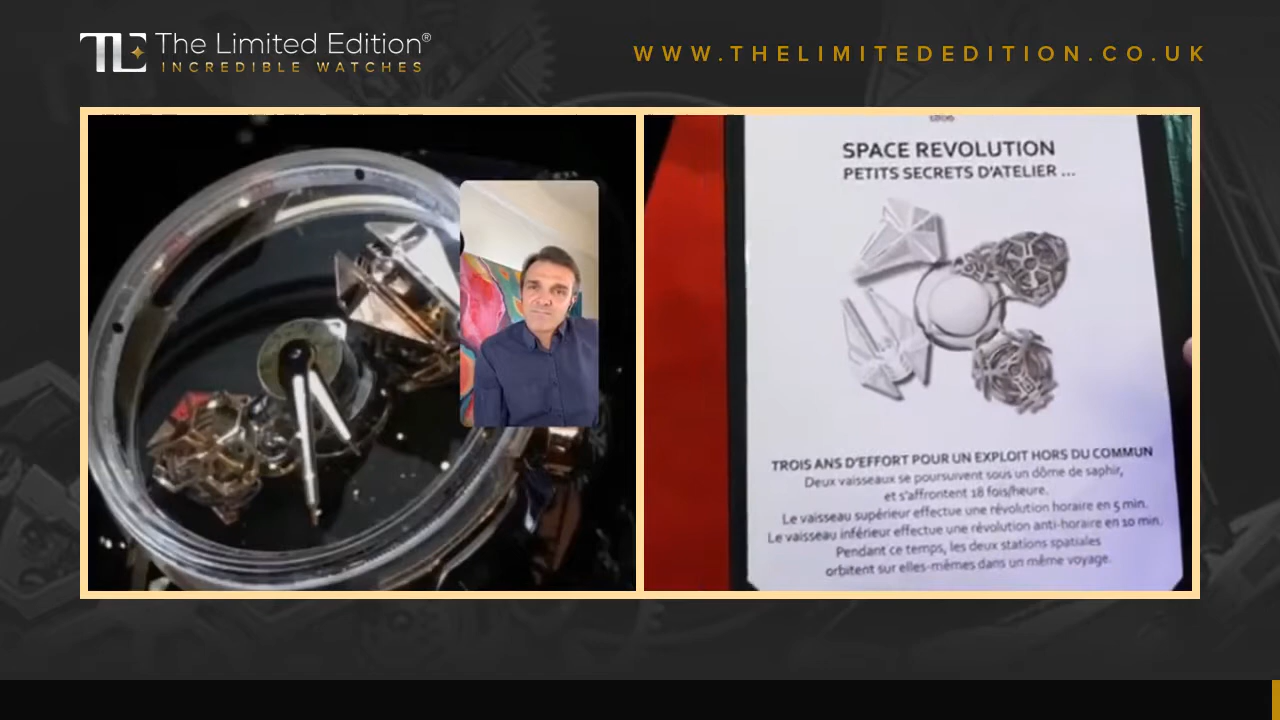 TLE The Limited Edition®
INCREDIBLE WATCHES
WWW.THELIMITEDEDITION.CO.UK
SPACE REVOLUTION
PETITS SECRETS D'ATELIER ...
TROIS ANS D'EFFORT POUR UN EXPLOIT HORS DU COMMUN
Deux vaisseaux se poursuivent sous un dôme de saphir,
et s'affrontent 18 fois/heure.
Le vaisseau supérieur effectue une révolution horaire en 5 min.
Le vaisseau inférieur effectue une révolution anti-horaire en 10 min.
Pendant ce temps, les deux stations spatiales
orbitent sur elles-mêmes dans un même voyage.